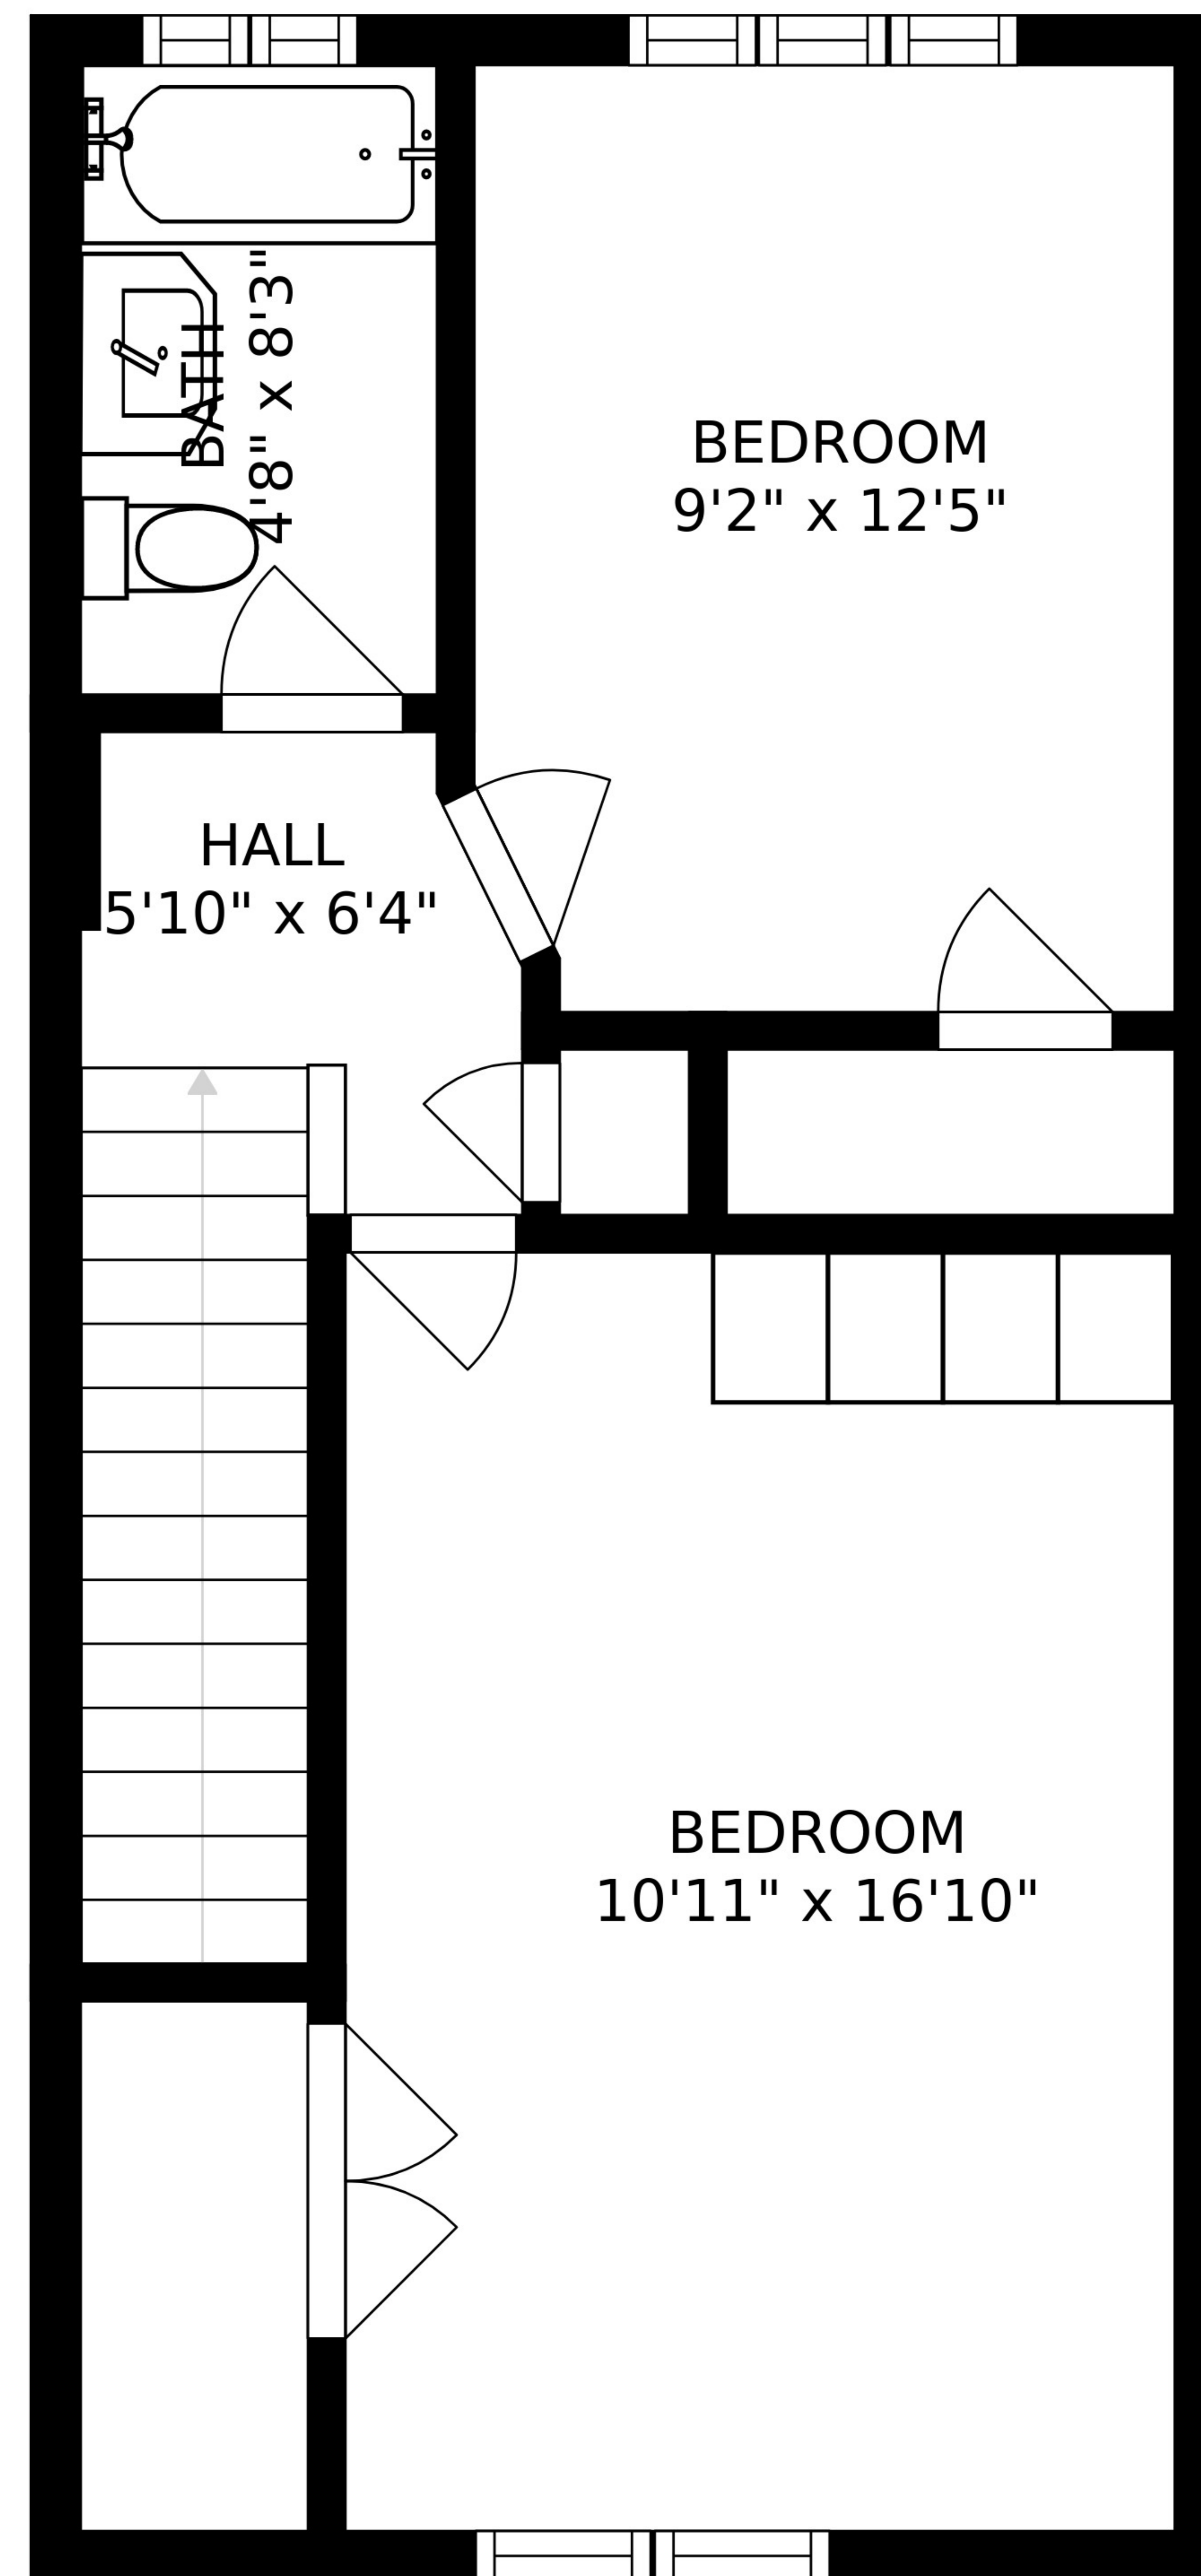 BATH
4'8" x 8'3"
BEDROOM
9'2" x 12'5"
HALL
5'10" x 6'4"
BEDROOM
10'11" x 16'10"